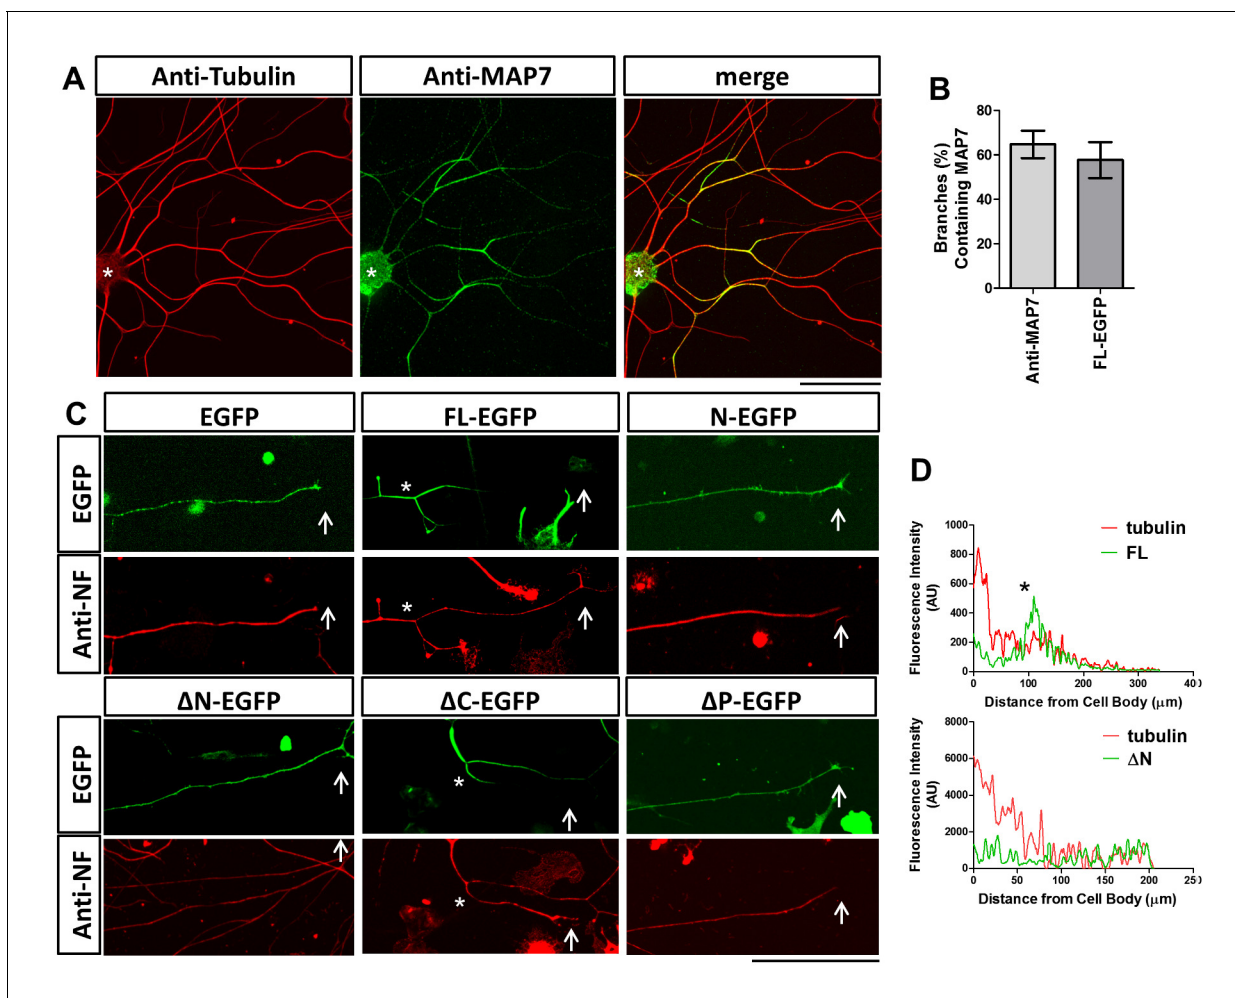 A
Anti-Tubulin
Anti-MAP7
merge
*
*
*
B
Branches (%)
Containing MAP7
80
60
40
20
0
Anti-MAP7
FL-EGFP
C
EGFP
FL-EGFP
N-EGFP
EGFP
*
Anti-NF
*
ΔN-EGFP
ΔC-EGFP
ΔP-EGFP
EGFP
*
Anti-NF
*
D
Fluorescence Intensity
(AU)
1000
800
600
400
200
0
tubulin
FL
*
0
100
200
300
40
Distance from Cell Body (μm)
Fluorescence Intensity
(AU)
8000
6000
4000
2000
0
tubulin
ΔN
0
50
100
150
200
25
Distance from Cell Body (μm)